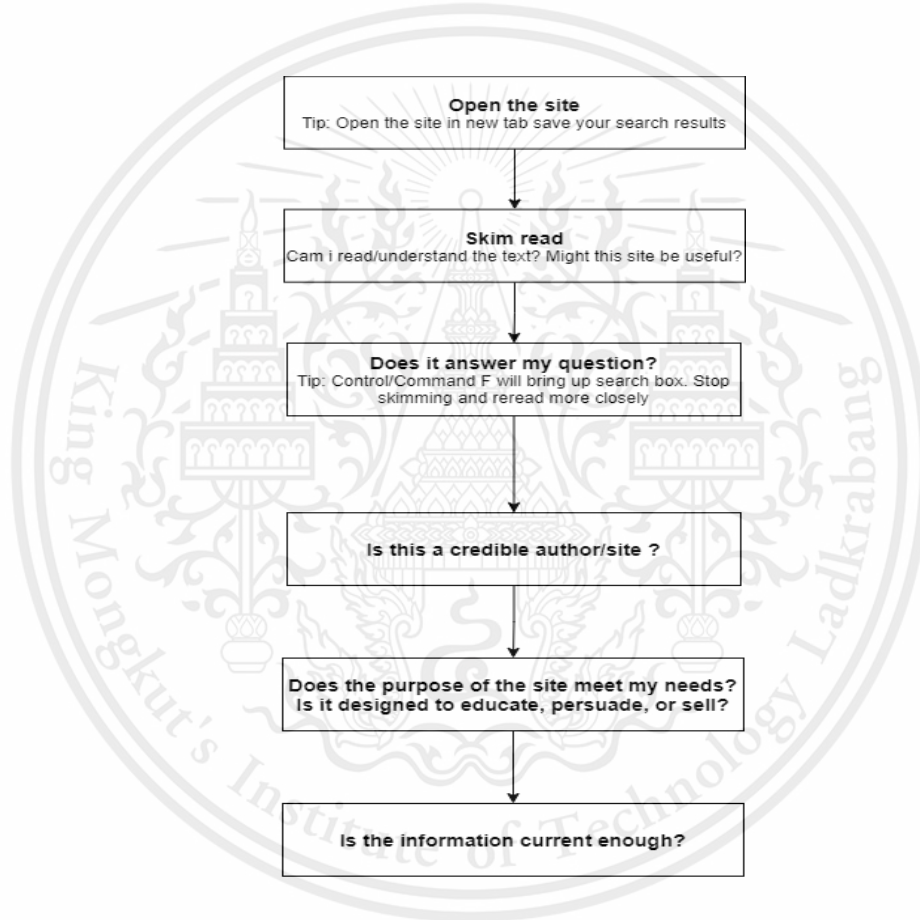 Open the site
Tip: Open the site in new tab save your search results
Skim read
Cam i read/understand the text? Might this site be useful?
Does it answer my question?
Tip: Control/Command F will bring up search box. Stop
skimming and reread more closely
Is this a credible author/site ?
Does the purpose of the site meet my needs?
Is it designed to educate, persuade, or sell?
Is the information current enough?
King Mongkut's Institute of Technology Ladkrabang